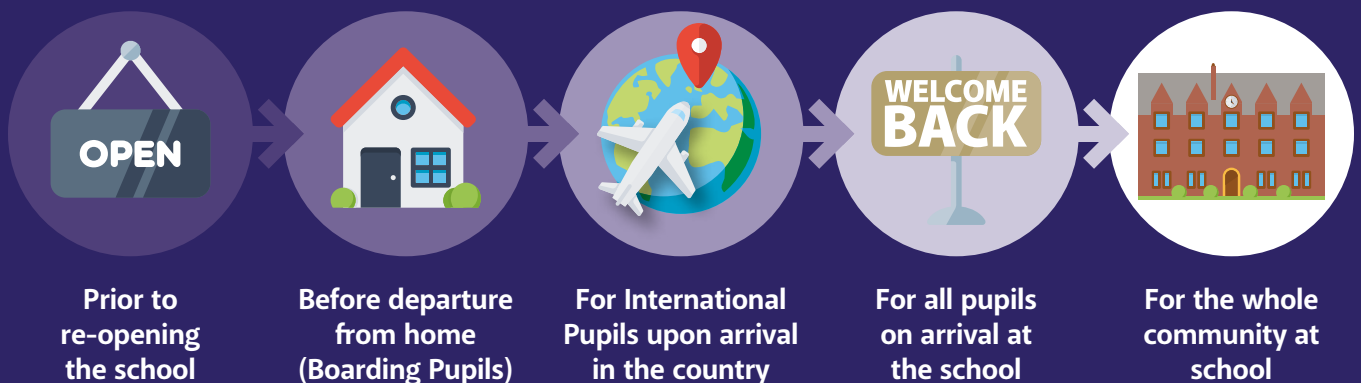 OPEN
WELCOME
BACK
Prior to
re-opening
the school
Before departure
from home
(Boarding Pupils)
For International
Pupils upon arrival
in the country
For all pupils
on arrival at
the school
For the whole
community at
school